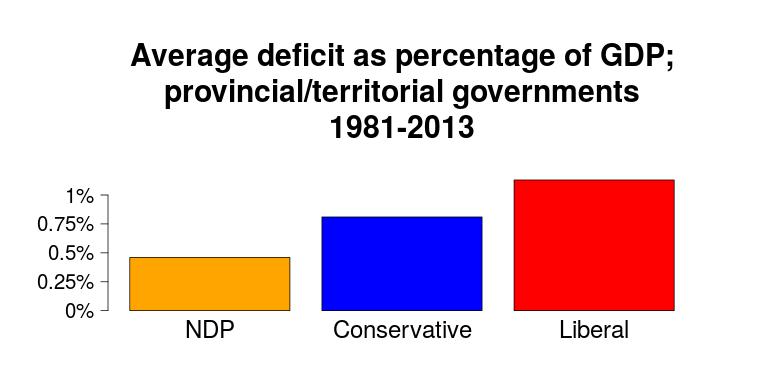 Average deficit as percentage of GDP;
provincial/territorial governments
1981-2013
1%
0.75%
0.5%
0.25%
0%
NDP Conservative Liberal